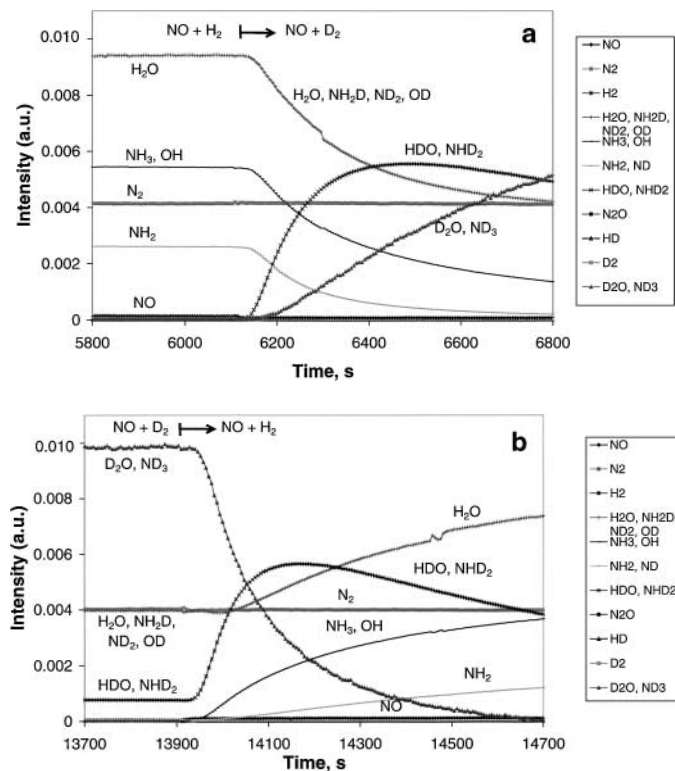 NO + H2 NO + D2
a
0.010
0.008
0.006
0.004
0.002
0
Intensity (a.u.)
H2O
H2O, NH2D, ND2, OD
HDO, NHD2
NH3, OH
N2
D2O, ND3
NH2
NO
5800 6000 6200 6400 6600 6800
Time, s
NO
N2
H2
H2O, NH2D,
ND2, OD
NH3, OH
NH2, ND
HDO, NHD2
N2O
HD
D2
D2O, ND3
NO + D2 NO + H2
b
0.010
0.008
0.006
0.004
0.002
0
Intensity (a.u.)
D2O, ND3
H2O
HDO, NHD2
N2
H2O, NH2D,
ND2, OD
NH3, OH
HDO, NHD2
NH2
NO
13700 13900 14100 14300 14500 14700
Time, s
NO
N2
H2
H2O, NH2D
ND2, OD
NH3, OH
NH2, ND
HDO, NHD2
N2O
HD
D2
D2O, ND3